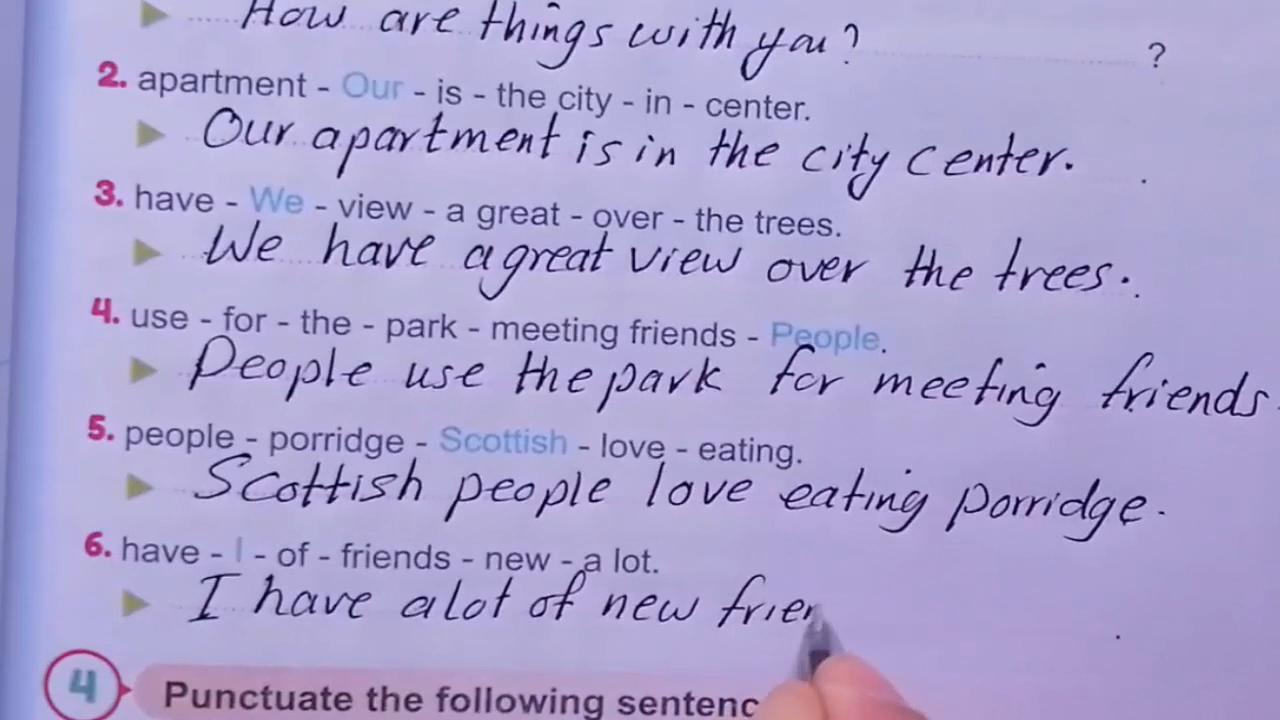 How are things with you? ?
2. apartment - Our - is - the city - in - center.
Our apartment is in the city center.
3. have - We - view - a great - over - the trees.
We have a great view over the trees.
4. use - for - the - park - meeting friends - People.
People use the park for meeting friends
5. people - porridge - Scottish - love - eating.
Scottish people love eating porridge.
6. have - I - of - friends - new - a lot.
I have a lot of new frien
4 Punctuate the following sentenc